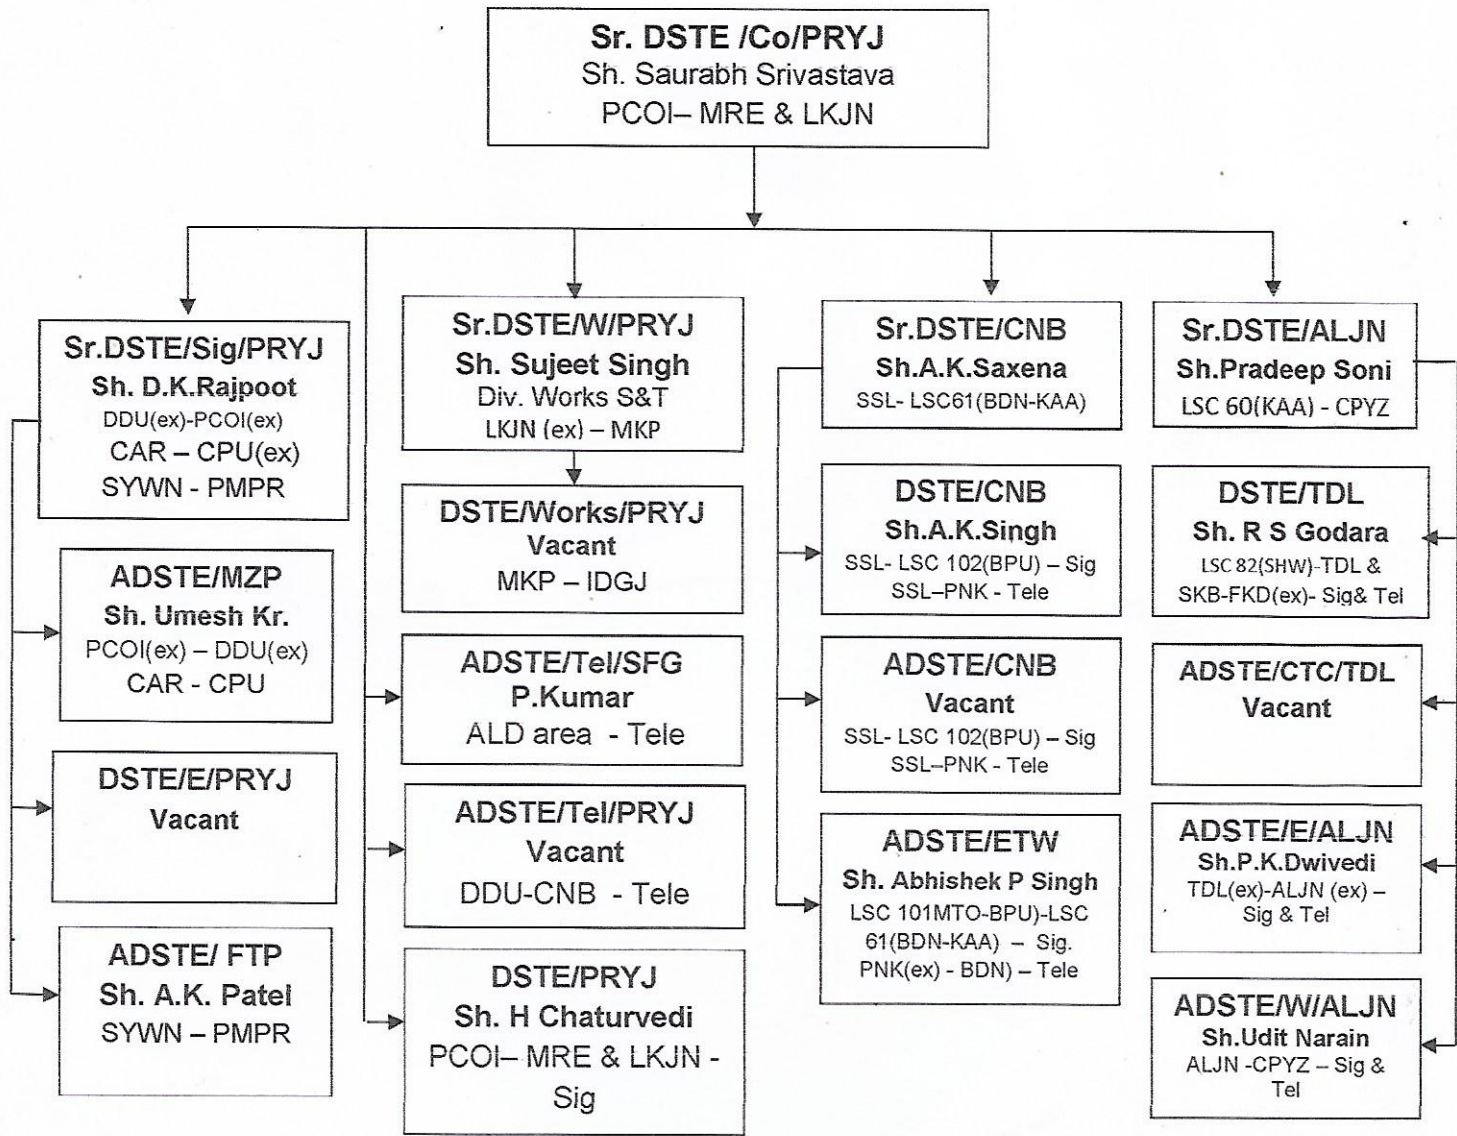 Sr. DSTE /Co/PRYJ
Sh. Saurabh Srivastava
PCOI– MRE & LKJN
Sr.DSTE/Sig/PRYJ
Sh. D.K.Rajpoot
DDU(ex)-PCOI(ex)
CAR – CPU(ex)
SYWN - PMPR
ADSTE/MZP
Sh. Umesh Kr.
PCOI(ex) – DDU(ex)
CAR - CPU
DSTE/E/PRYJ
Vacant
ADSTE/ FTP
Sh. A.K. Patel
SYWN – PMPR
Sr.DSTE/W/PRYJ
Sh. Sujeet Singh
Div. Works S&T
LKJN (ex) – MKP
DSTE/Works/PRYJ
Vacant
MKP – IDGJ
ADSTE/Tel/SFG
P.Kumar
ALD area - Tele
ADSTE/Tel/PRYJ
Vacant
DDU-CNB - Tele
DSTE/PRYJ
Sh. H Chaturvedi
PCOI– MRE & LKJN -
Sig
Sr.DSTE/CNB
Sh.A.K.Saxena
SSL- LSC61(BDN-KAA)
DSTE/CNB
Sh.A.K.Singh
SSL- LSC 102(BPU) – Sig
SSL–PNK - Tele
ADSTE/CNB
Vacant
SSL- LSC 102(BPU) – Sig
SSL–PNK - Tele
ADSTE/ETW
Sh. Abhishek P Singh
LSC 101MTO-BPU)-LSC
61(BDN-KAA) – Sig.
PNK(ex) - BDN) – Tele
Sr.DSTE/ALJN
Sh.Pradeep Soni
LSC 60(KAA) - CPYZ
DSTE/TDL
Sh. R S Godara
LSC 82(SHW)-TDL &
SKB-FKD(ex)- Sig& Tel
ADSTE/CTC/TDL
Vacant
ADSTE/E/ALJN
Sh.P.K.Dwivedi
TDL(ex)-ALJN (ex) –
Sig & Tel
ADSTE/W/ALJN
Sh.Udit Narain
ALJN -CPYZ – Sig &
Tel